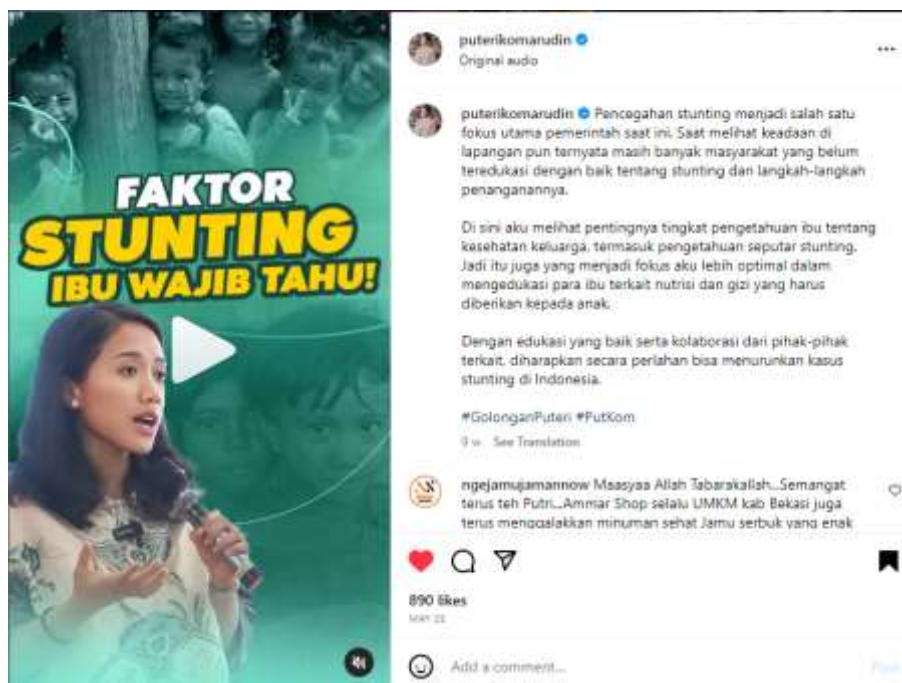 FAKTOR
STUNTING
IBU WAJIB TAHU!
puterikomarudin
Original audio
puterikomarudin Pencegahan stunting menjadi salah satu
fokus utama pemerintah saat ini. Saat melihat keadaan di
lapangan pun ternyata masih banyak masyarakat yang belum
teredukasi dengan baik tentang stunting dan langkah-langkah
penanganannya.
Di sini aku melihat pentingnya tingkat pengetahuan ibu tentang
kesehatan keluarga, termasuk pengetahuan seputar stunting.
Jadi itu juga yang menjadi fokus aku lebih optimal dalam
mengedukasi para ibu terkait nutrisi dan gizi yang harus
diberikan kepada anak.
Dengan edukasi yang baik serta kolaborasi dari pihak-pihak
terkait, diharapkan secara perlahan bisa menurunkan kasus
stunting di Indonesia.
#GolonganPuteri #PutKom
9 w See Translation
ngejamujamannow Maasyaa Allah Tabarakallah...Semangat
terus teh Putri...Ammar Shop selalu UMKM kab Bekasi juga
terus menggalakkan minuman sehat Jamu serbuk yang enak
890 likes
MAY 23
Add a comment...
Post